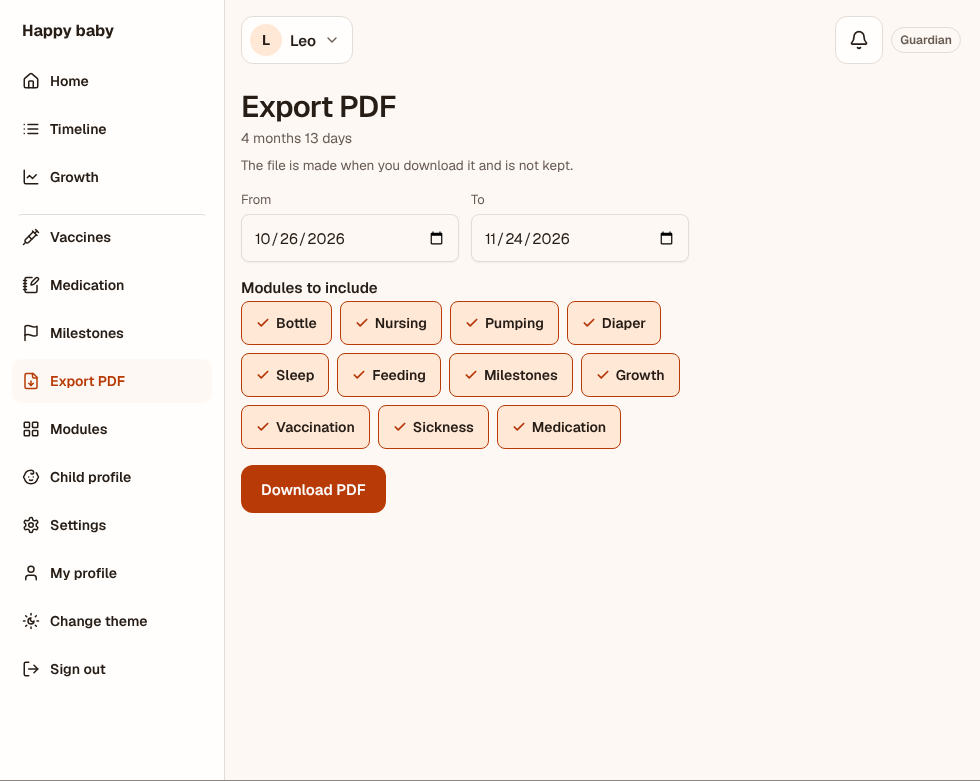 Happy baby
Home
Timeline
Growth
Vaccines
Medication
Milestones
Export PDF
Modules
Child profile
Settings
My profile
Change theme
Sign out
L Leo
Guardian
Export PDF
4 months 13 days
The file is made when you download it and is not kept.
From To
10/26/2026 11/24/2026
Modules to include
Bottle Nursing Pumping Diaper
Sleep Feeding Milestones Growth
Vaccination Sickness Medication
Download PDF